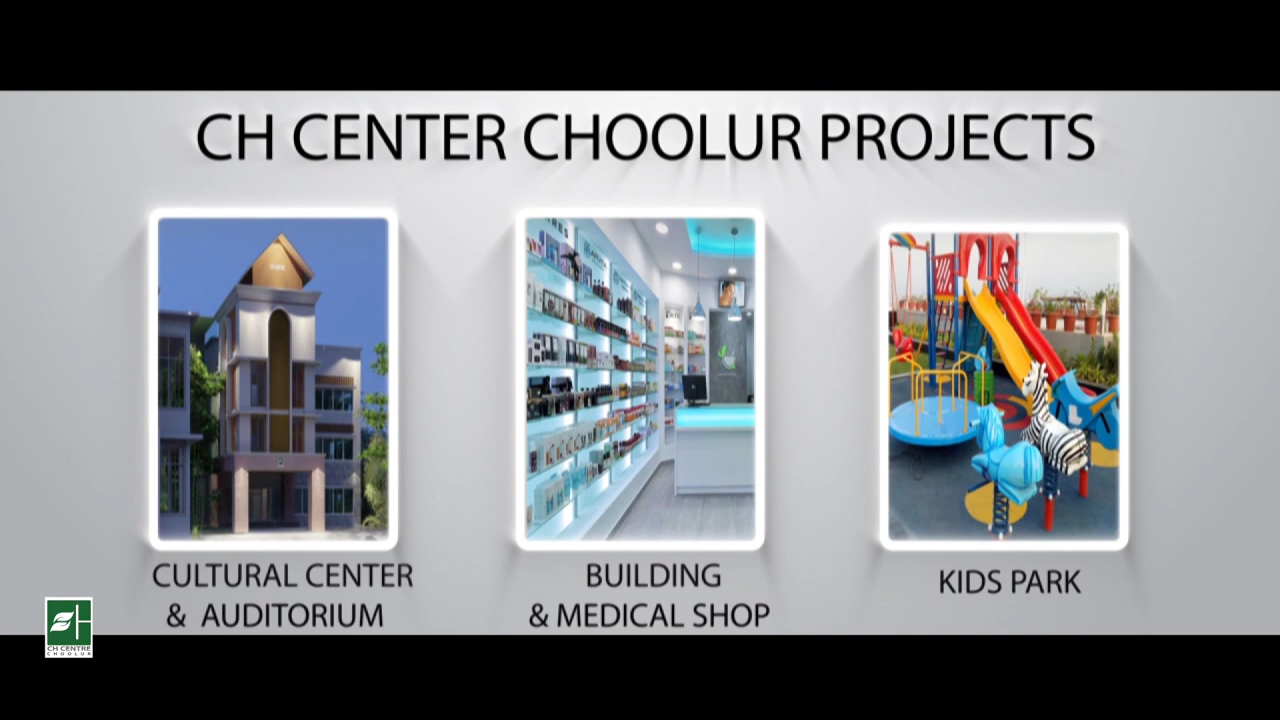 CH CENTER CHOOLUR PROJECTS
CULTURAL CENTER
& AUDITORIUM
BUILDING
& MEDICAL SHOP
KIDS PARK
CH CENTRE
CHOOLUR